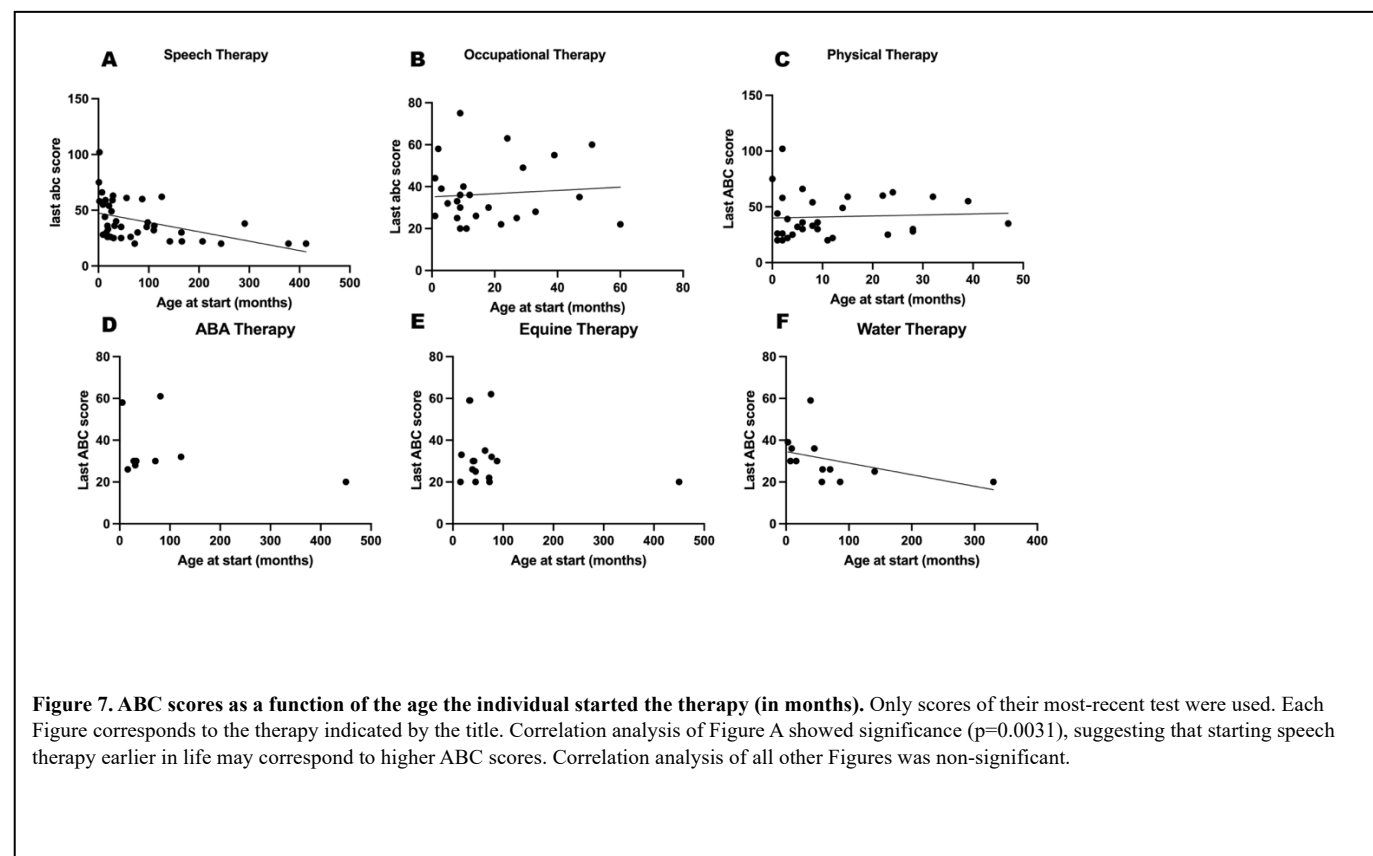 A Speech Therapy
150
100
50
0
last abc score
0 100 200 300 400 500
Age at start (months)
B Occupational Therapy
80
60
40
20
0
Last abc score
0 20 40 60 80
Age at start (months)
C Physical Therapy
150
100
50
0
Last ABC score
0 10 20 30 40 50
Age at start (months)
D ABA Therapy
80
60
40
20
0
Last ABC score
0 100 200 300 400 500
Age at start (months)
E Equine Therapy
80
60
40
20
0
Last ABC score
0 100 200 300 400 500
Age at start (months)
F Water Therapy
80
60
40
20
0
Last ABC score
0 100 200 300 400
Age at start (months)
Figure 7. ABC scores as a function of the age the individual started the therapy (in months). Only scores of their most-recent test were used. Each
Figure corresponds to the therapy indicated by the title. Correlation analysis of Figure A showed significance (p=0.0031), suggesting that starting speech
therapy earlier in life may correspond to higher ABC scores. Correlation analysis of all other Figures was non-significant.